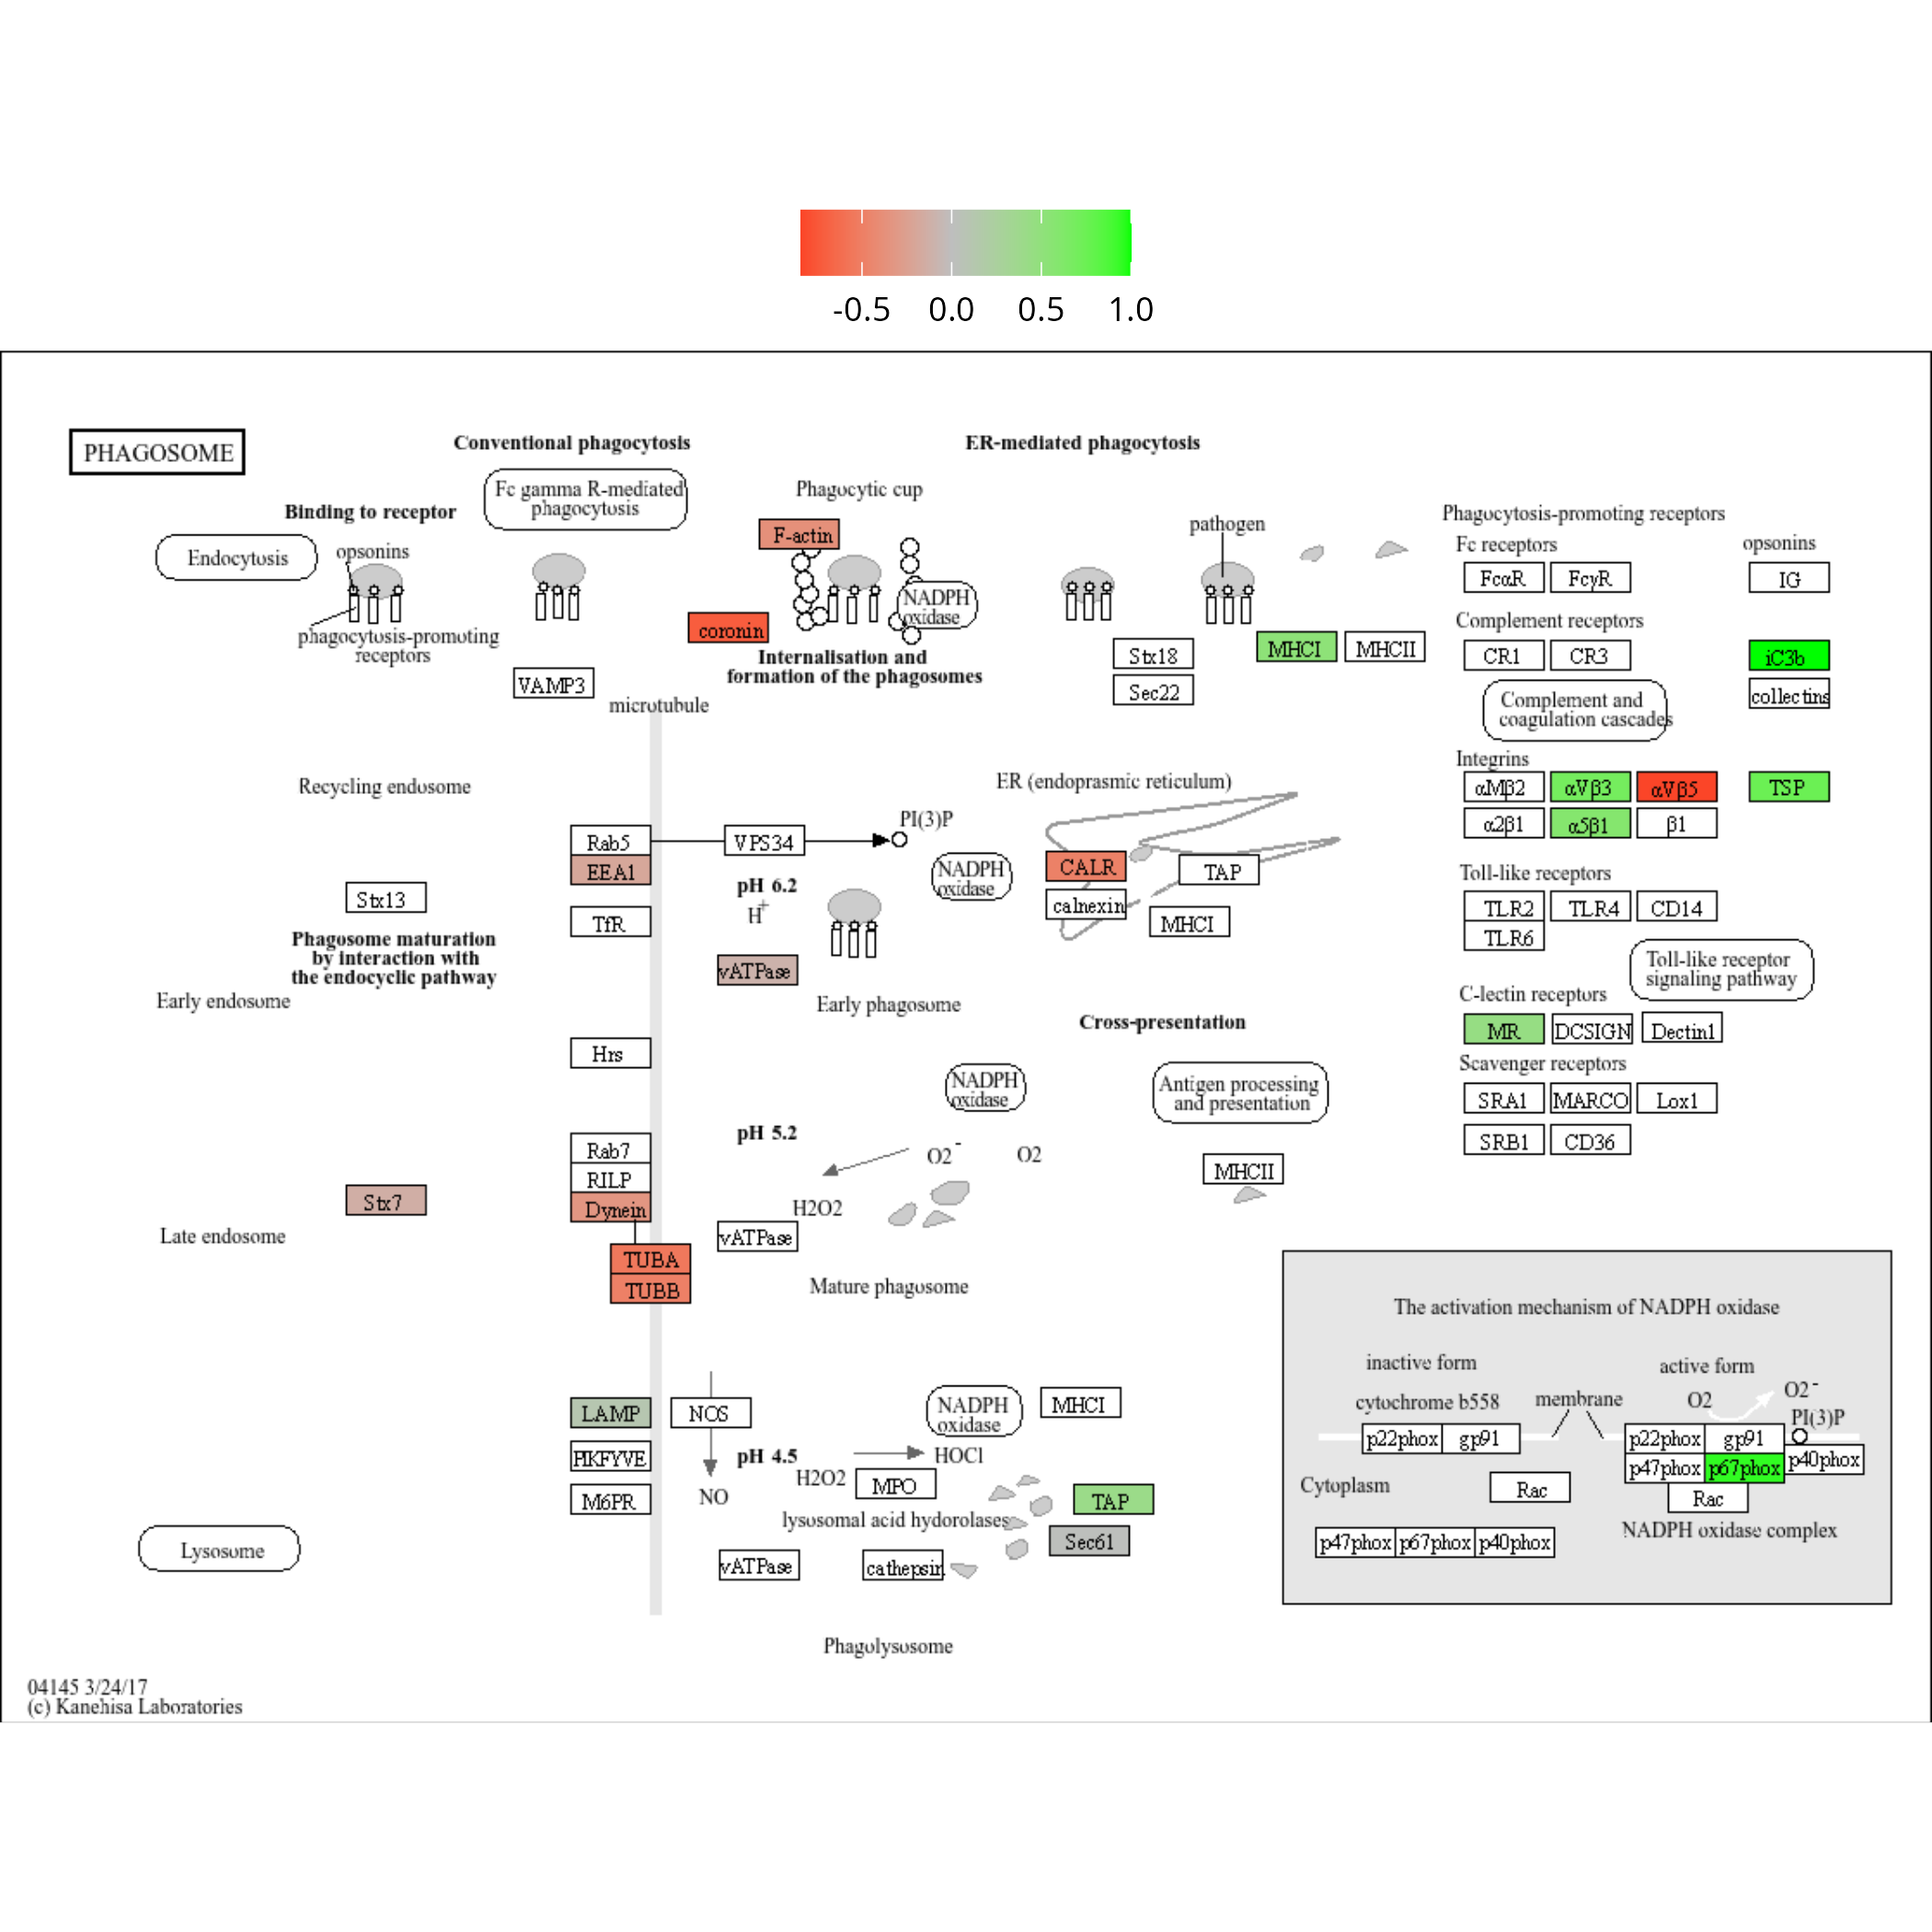 -0.5 0.0 0.5 1.0
PHAGOSOME
Conventional phagocytosis
ER-mediated phagocytosis
Fc gamma R-mediated
phagocytosis
Phagocytic cup
Binding to receptor
Endocytosis
opsonins
F-actin
pathogen
NADPH
oxidase
coronin
phagocytosis-promoting
receptors
Internalisation and
formation of the phagosomes
VAMP3
microtubule
Stx18
Sec22
MHCI
MHCII
Phagocytosis-promoting receptors
Fc receptors
opsonins
FcαR
FcγR
IG
Complement receptors
CR1
CR3
iC3b
collectins
Complement and
coagulation cascades
Integrins
αMβ2
αVβ3
αVβ5
TSP
α2β1
α5β1
β1
Toll-like receptors
TLR2
TLR4
CD14
TLR6
Toll-like receptor
signaling pathway
C-lectin receptors
MR
DCSIGN
Dectin1
Scavenger receptors
SRA1
MARCO
Lox1
SRB1
CD36
Recycling endosome
ER (endoprasmic reticulum)
Rab5
VPS34
PI(3)P
EEA1
pH 6.2
H+
NADPH
oxidase
CALR
TAP
calnexin
MHCI
Stx13
TfR
Phagosome maturation
by interaction with
the endocyclic pathway
vATPase
Early endosome
Early phagosome
Cross-presentation
Hrs
NADPH
oxidase
Antigen processing
and presentation
pH 5.2
Rab7
RILP
Dynein
O2-
O2
MHCII
Stx7
H2O2
Late endosome
vATPase
TUBA
TUBB
Mature phagosome
LAMP
NOS
NADPH
oxidase
MHCI
PIKFYVE
pH 4.5
HOCl
H2O2
MPO
M6PR
NO
lysosomal acid hydorolases
TAP
Sec61
Lysosome
vATPase
cathepsin
Phagolysosome
The activation mechanism of NADPH oxidase
inactive form
active form
cytochrome b558
membrane
O2
O2-
PI(3)P
p22phox
gp91
p22phox
gp91
p47phox
p67phox
p40phox
Cytoplasm
Rac
Rac
NADPH oxidase complex
p47phox
p67phox
p40phox
04145 3/24/17
(c) Kanehisa Laboratories